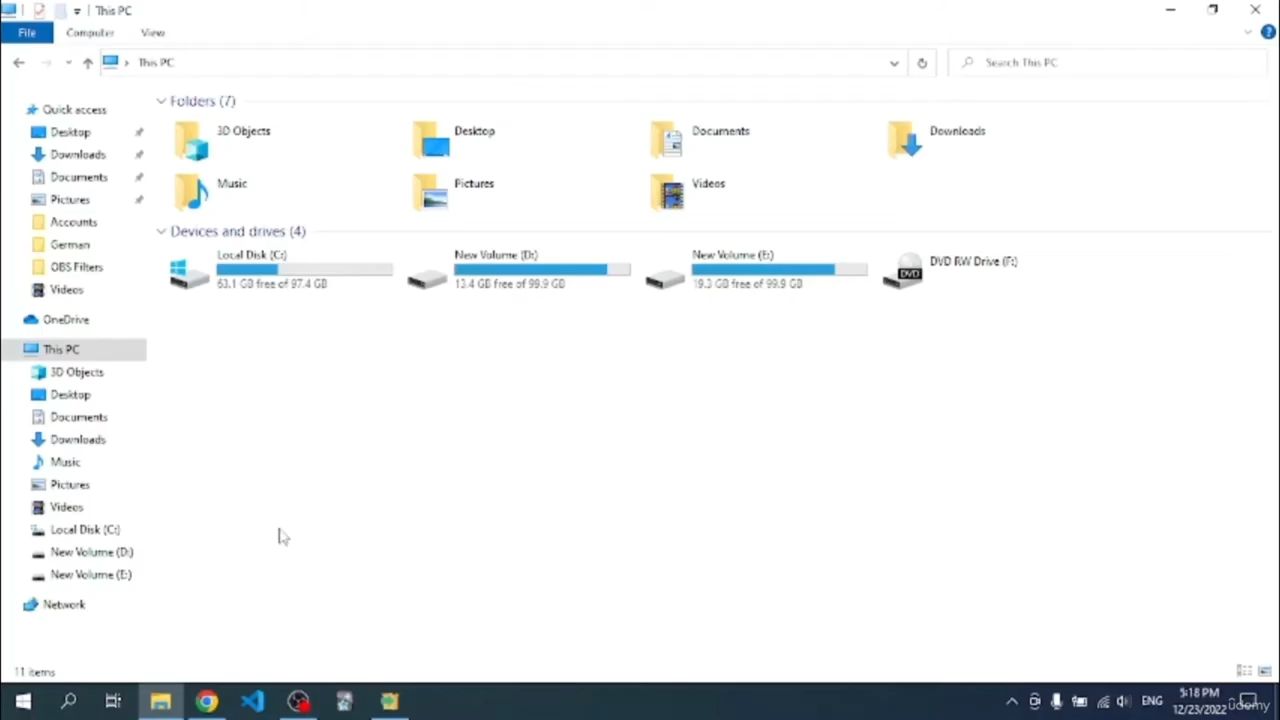 This PC
File Computer View
This PC
Search This PC
Quick access
Desktop
Downloads
Documents
Pictures
Accounts
German
OBS Filters
Videos
OneDrive
This PC
3D Objects
Desktop
Documents
Downloads
Music
Pictures
Videos
Local Disk (C:)
New Volume (D:)
New Volume (E:)
Network
Folders (7)
3D Objects
Desktop
Documents
Downloads
Music
Pictures
Videos
Devices and drives (4)
Local Disk (C:)
63.1 GB free of 97.4 GB
New Volume (D:)
13.4 GB free of 99.9 GB
New Volume (E:)
19.3 GB free of 99.9 GB
DVD RW Drive (F:)
DVD
11 items
ENG
5:18 PM
12/23/2022
udemy